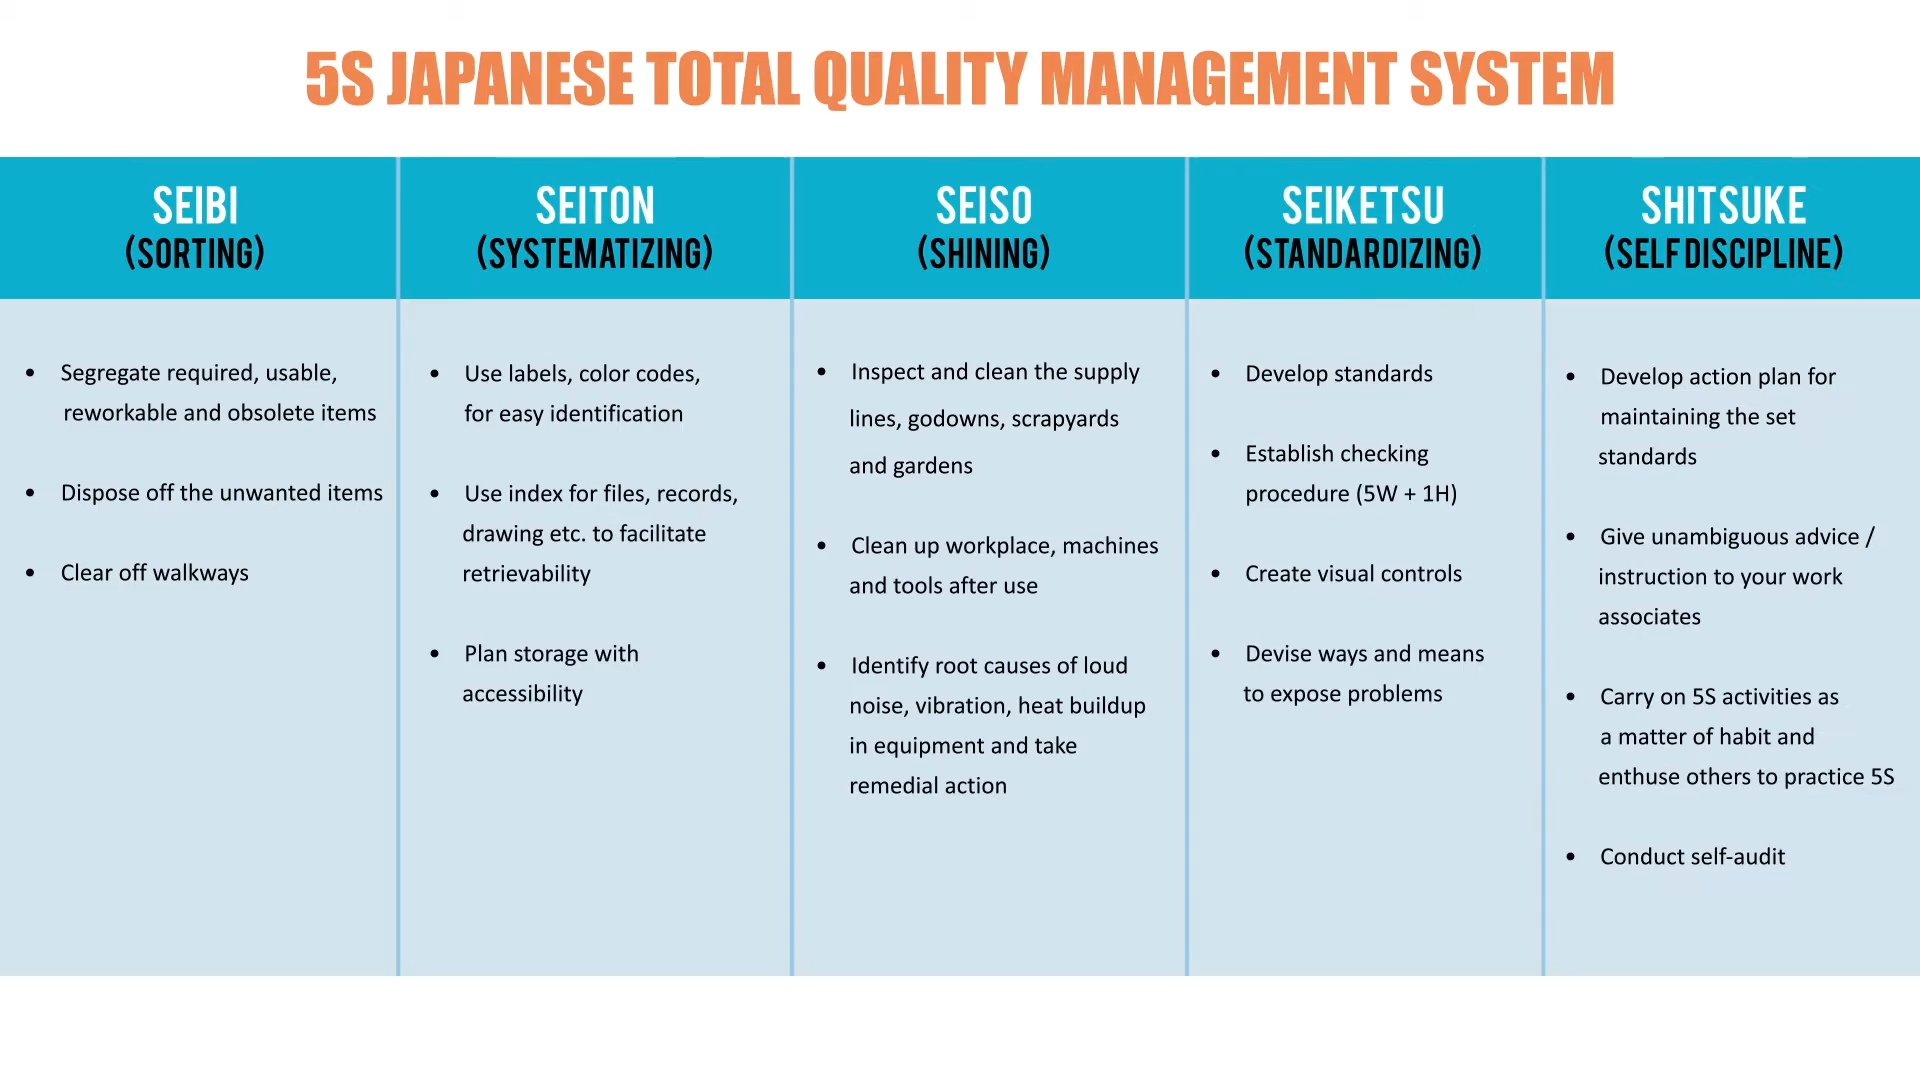 5S JAPANESE TOTAL QUALITY MANAGEMENT SYSTEM
SEIBI
(SORTING)
• Segregate required, usable,
reworkable and obsolete items
• Dispose off the unwanted items
• Clear off walkways
SEITON
(SYSTEMATIZING)
• Use labels, color codes,
for easy identification
• Use index for files, records,
drawing etc. to facilitate
retrievability
• Plan storage with
accessibility
SEISO
(SHINING)
• Inspect and clean the supply
lines, godowns, scrapyards
and gardens
• Clean up workplace, machines
and tools after use
• Identify root causes of loud
noise, vibration, heat buildup
in equipment and take
remedial action
SEIKETSU
(STANDARDIZING)
• Develop standards
• Establish checking
procedure (5W + 1H)
• Create visual controls
• Devise ways and means
to expose problems
SHITSUKE
(SELF DISCIPLINE)
• Develop action plan for
maintaining the set
standards
• Give unambiguous advice /
instruction to your work
associates
• Carry on 5S activities as
a matter of habit and
enthuse others to practice 5S
• Conduct self-audit